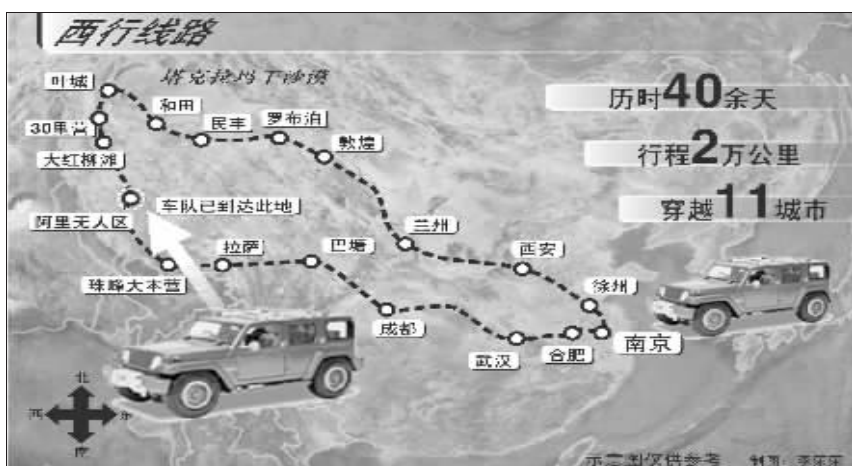 西行线路
塔克拉玛干沙漠
叶城
和田
民丰
罗布泊
敦煌
30里营
大红柳滩
阿里无人区
车队已到达此地
珠峰大本营
拉萨
巴塘
兰州
西安
徐州
成都
武汉
合肥
南京
历时40余天
行程2万公里
穿越11城市
北
西
东
南
示意图仅供参考
制图